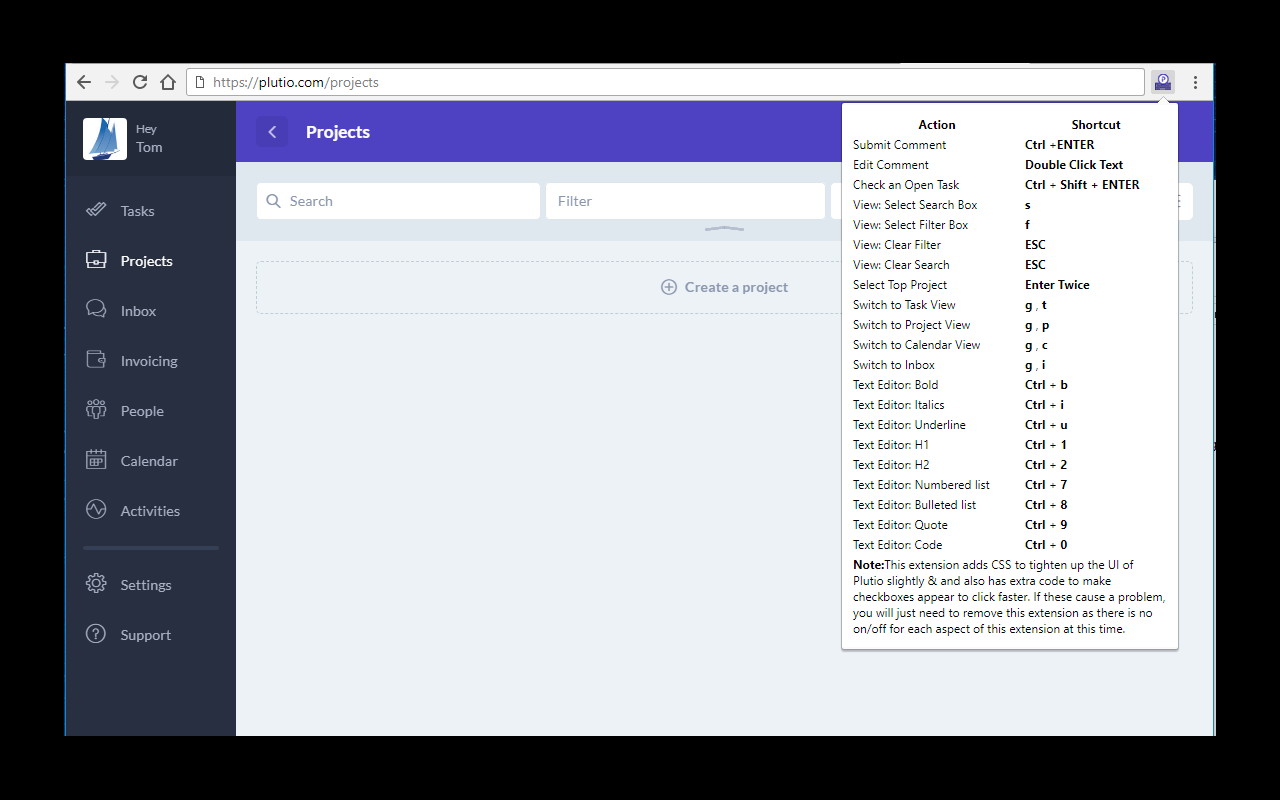 https://plutio.com/projects
Hey
Tom
Tasks
Projects
Inbox
Invoicing
People
Calendar
Activities
Settings
Support
Projects
Search
Filter
Create a project
Action Shortcut
Submit Comment Ctrl +ENTER
Edit Comment Double Click Text
Check an Open Task Ctrl + Shift + ENTER
View: Select Search Box s
View: Select Filter Box f
View: Clear Filter ESC
View: Clear Search ESC
Select Top Project Enter Twice
Switch to Task View g , t
Switch to Project View g , p
Switch to Calendar View g , c
Switch to Inbox g , i
Text Editor: Bold Ctrl + b
Text Editor: Italics Ctrl + i
Text Editor: Underline Ctrl + u
Text Editor: H1 Ctrl + 1
Text Editor: H2 Ctrl + 2
Text Editor: Numbered list Ctrl + 7
Text Editor: Bulleted list Ctrl + 8
Text Editor: Quote Ctrl + 9
Text Editor: Code Ctrl + 0
Note:This extension adds CSS to tighten up the UI of
Plutio slightly & and also has extra code to make
checkboxes appear to click faster. If these cause a problem,
you will just need to remove this extension as there is no
on/off for each aspect of this extension at this time.